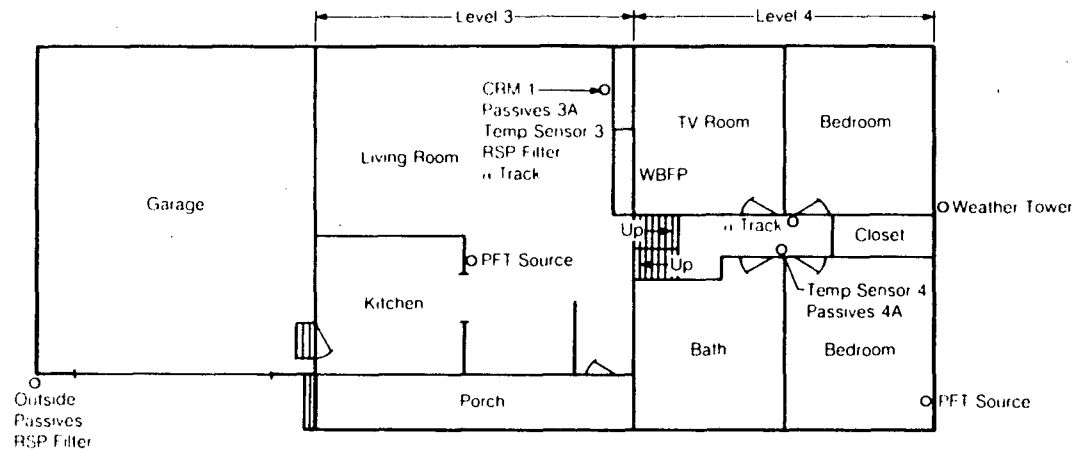 Level 3
Level 4
CRM 1
Passives 3A
Temp Sensor 3
RSP Filter
Track
Living Room
TV Room
Bedroom
WBFP
Garage
Weather Tower
Up
Track
Closet
PFT Source
Up
Kitchen
Temp Sensor 4
Passives 4A
Bath
Bedroom
Outside
Passives
RSP Filter
Porch
PFT Source